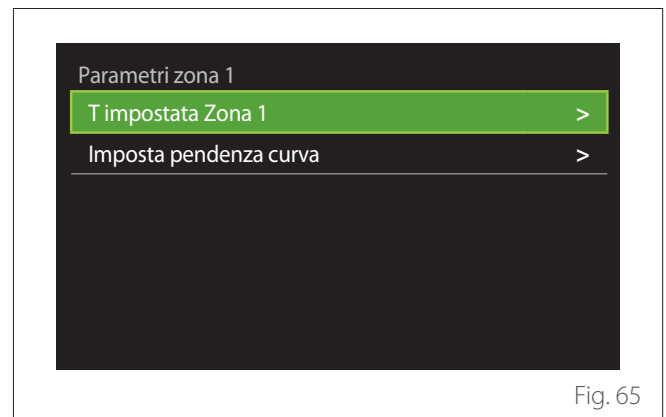 Parametri zona 1
T impostata Zona 1 >
Imposta pendenza curva >
Fig. 65